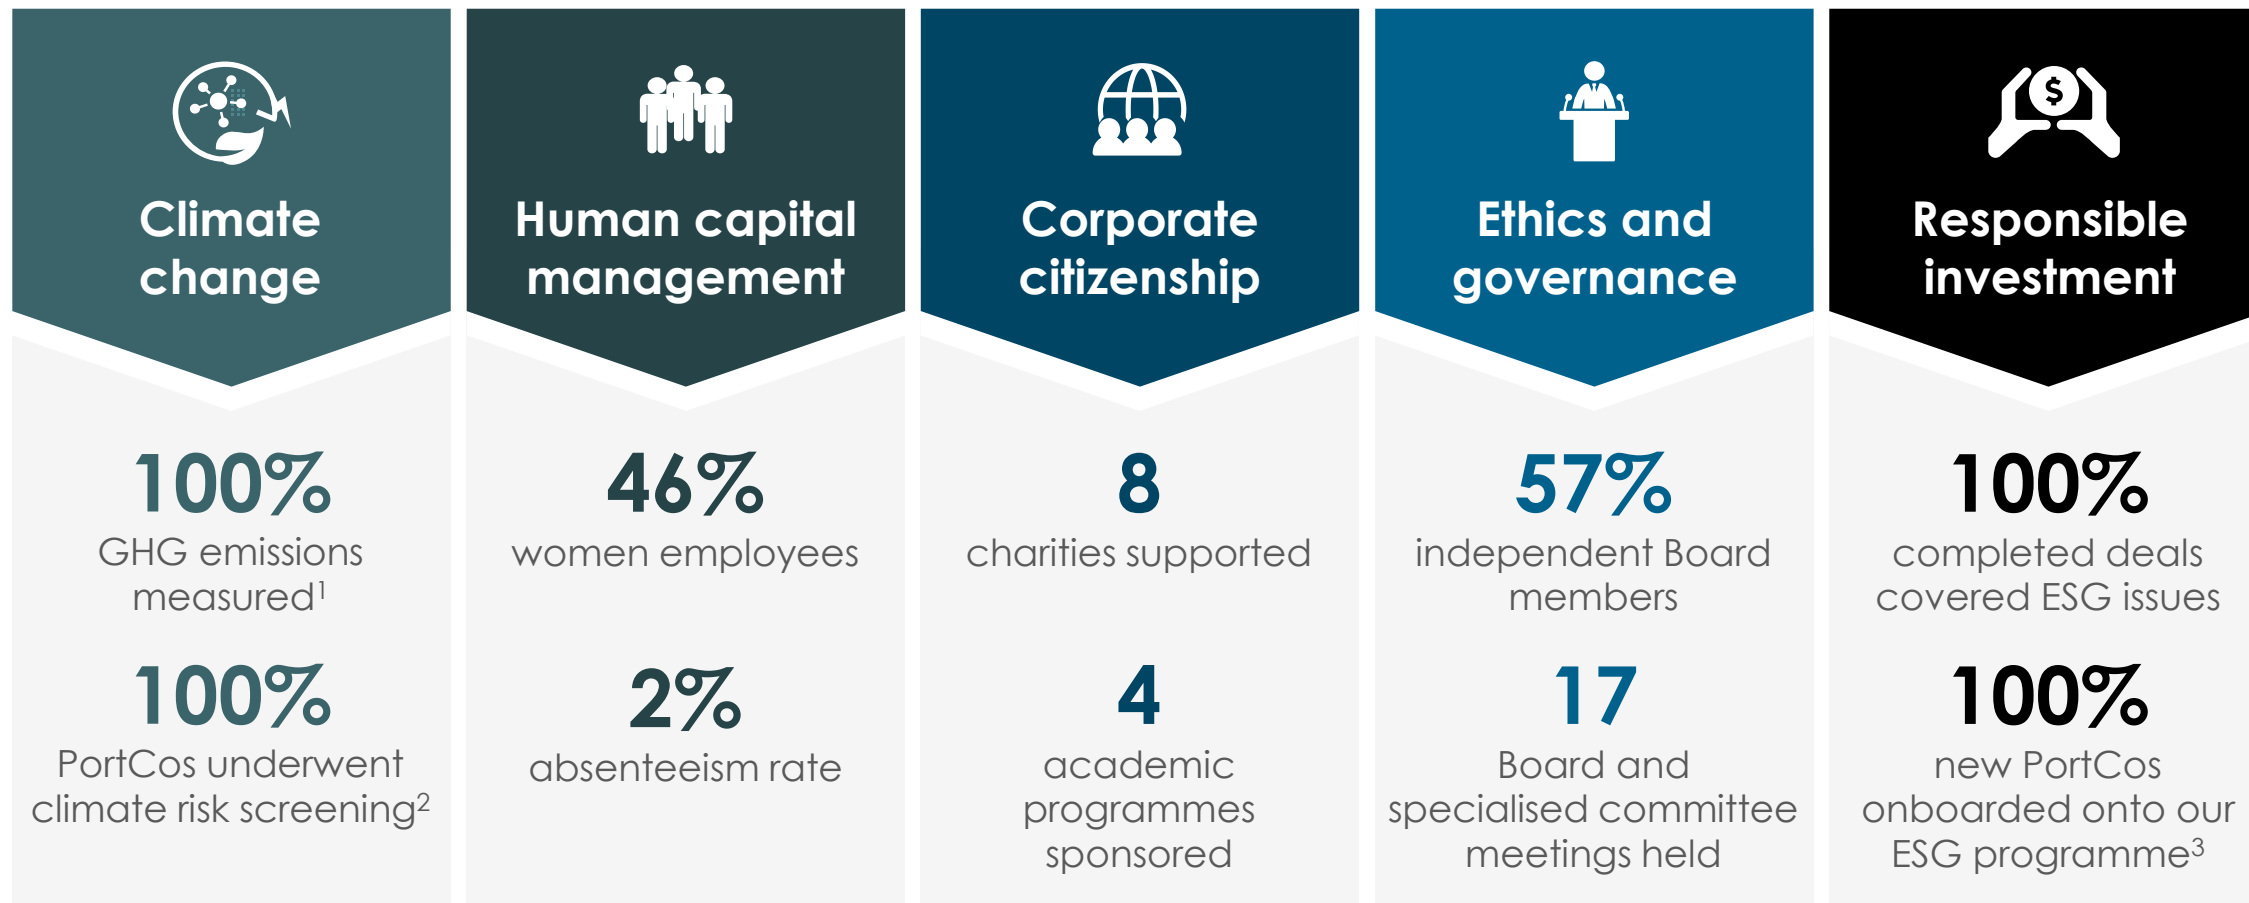 Climate
change
100%
GHG emissions
measured1
100%
PortCos underwent
climate risk screening2
Human capital
management
46%
women employees
2%
absenteeism rate
Corporate
citizenship
8
charities supported
4
academic
programmes
sponsored
Ethics and
governance
57%
independent Board
members
17
Board and
specialised committee
meetings held
Responsible
investment
$
100%
completed deals
covered ESG issues
100%
new PortCos
onboarded onto our
ESG programme3